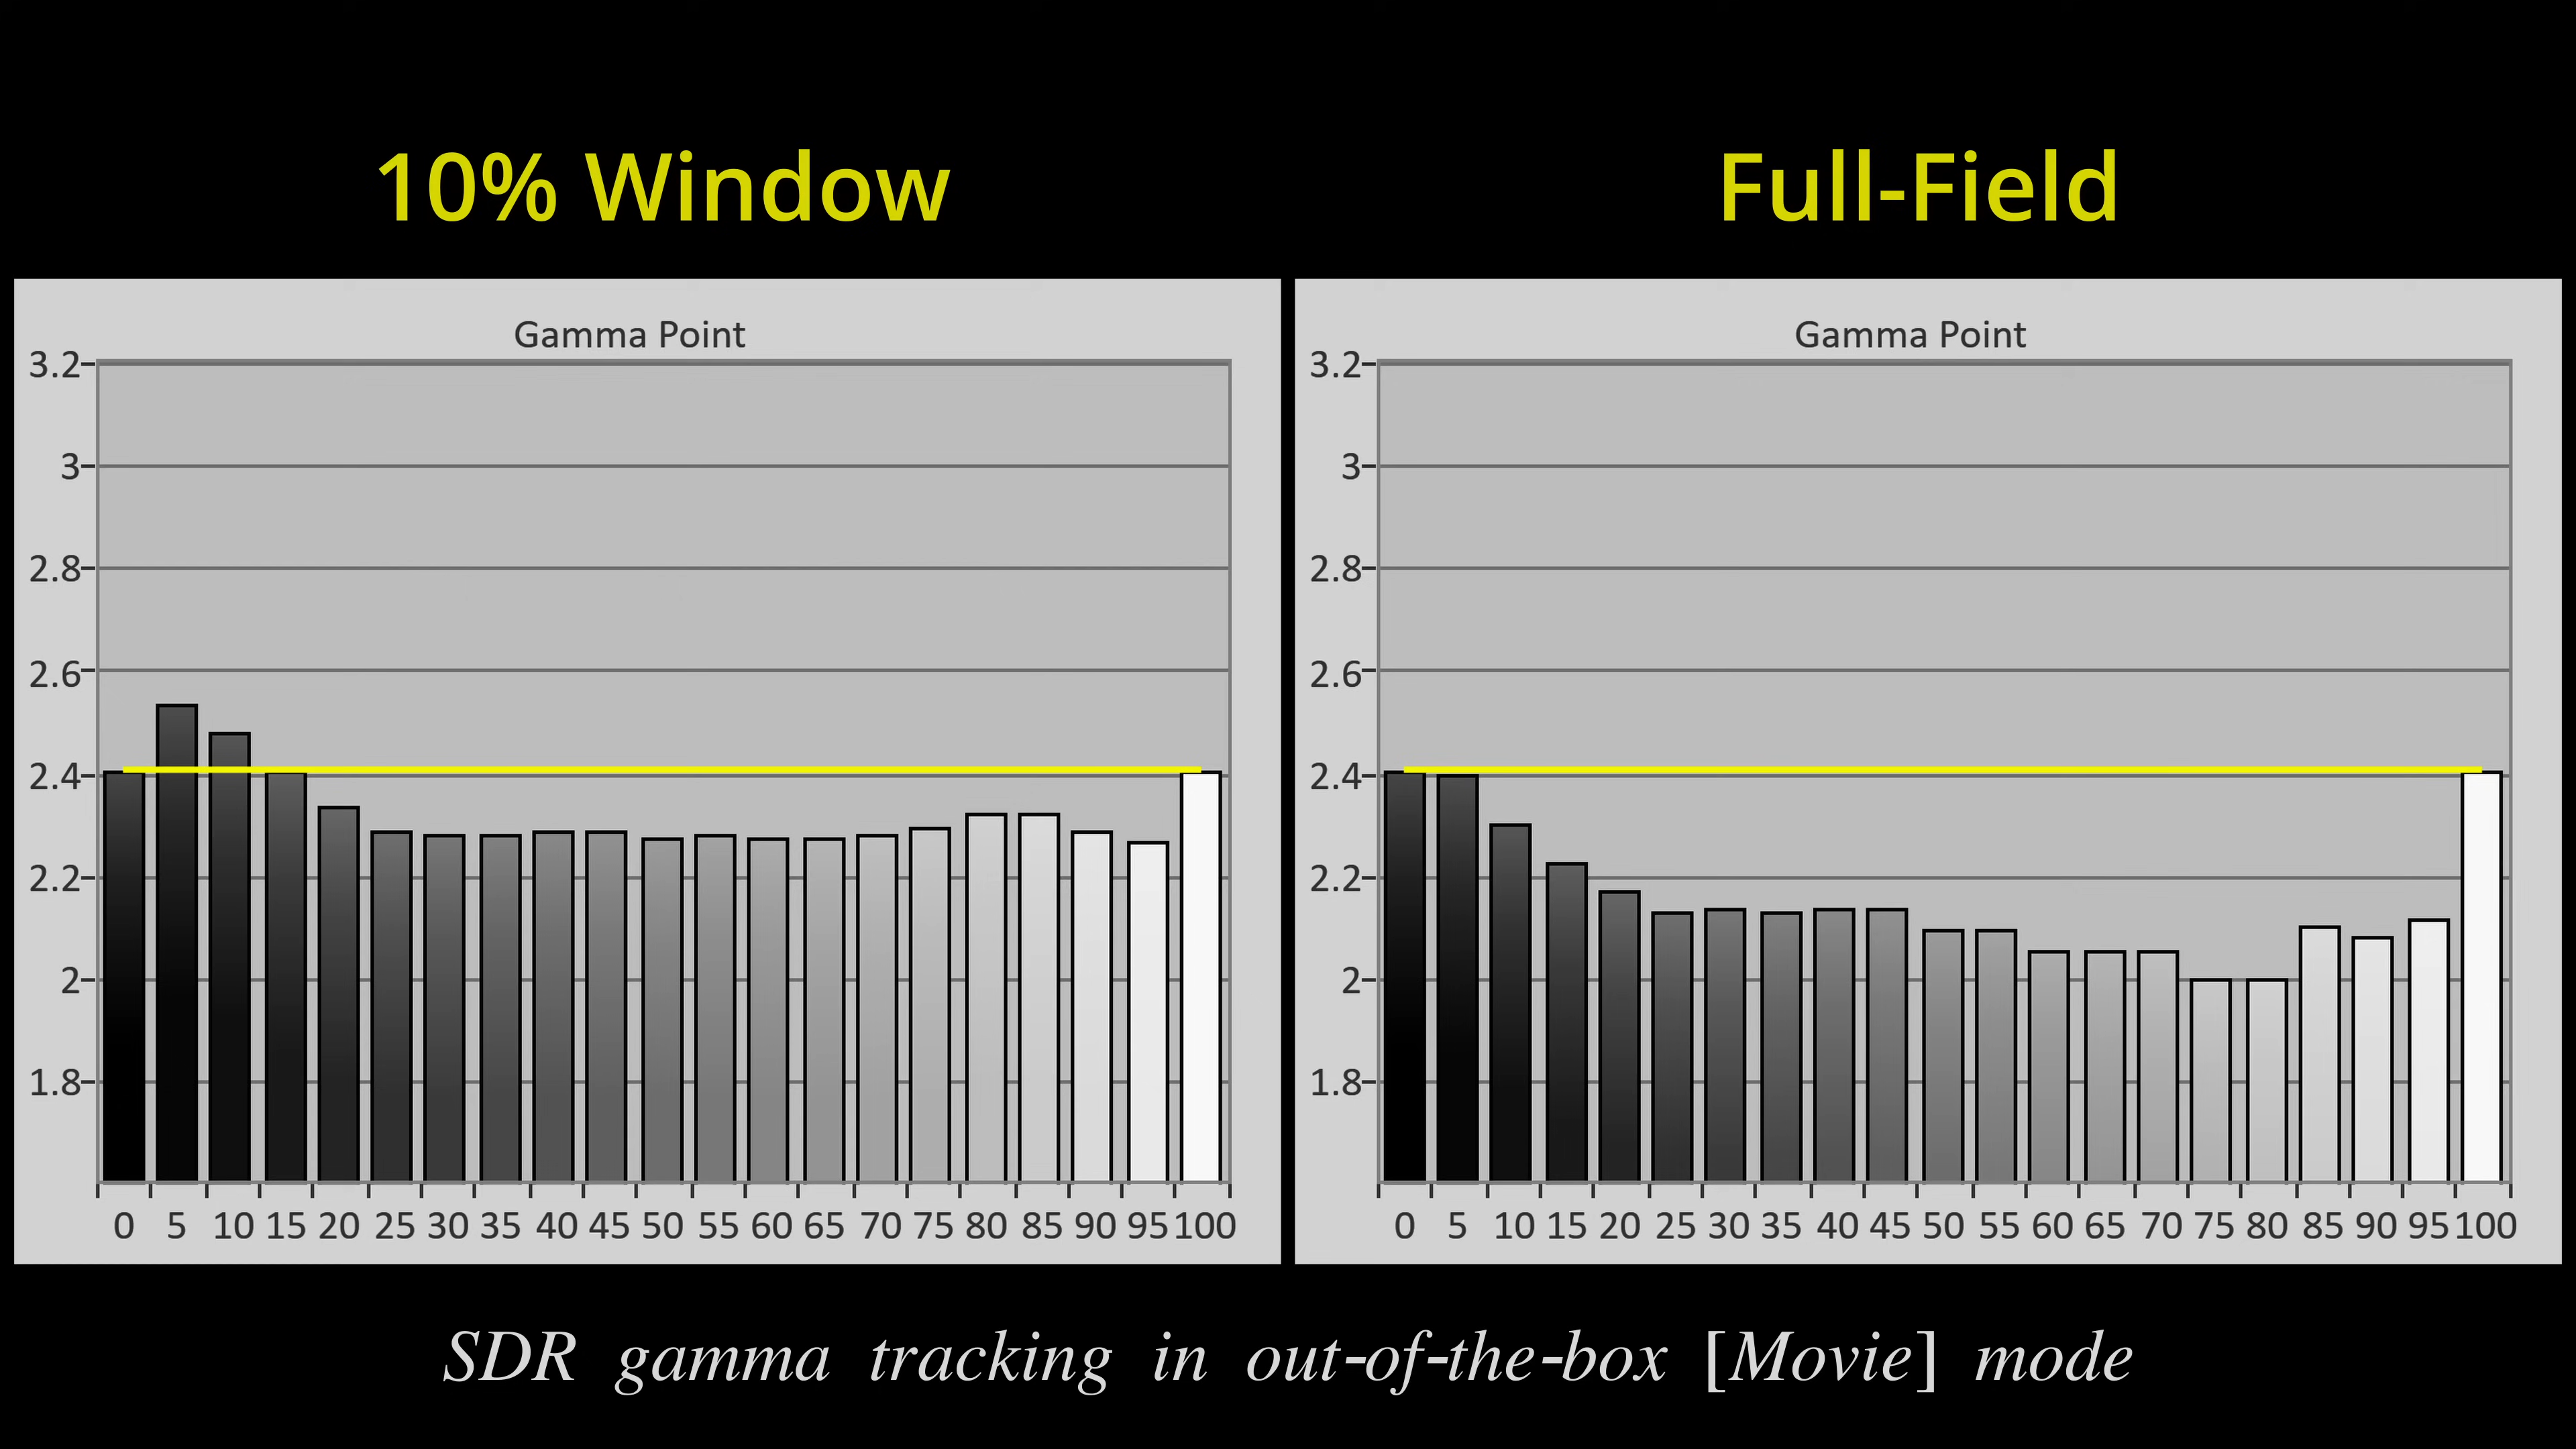 10% Window
Full-Field
Gamma Point
3.2
3
2.8
2.6
2.4
2.2
2
1.8
0 5 10 15 20 25 30 35 40 45 50 55 60 65 70 75 80 85 90 95 100
Gamma Point
3.2
3
2.8
2.6
2.4
2.2
2
1.8
0 5 10 15 20 25 30 35 40 45 50 55 60 65 70 75 80 85 90 95 100
SDR gamma tracking in out-of-the-box [Movie] mode